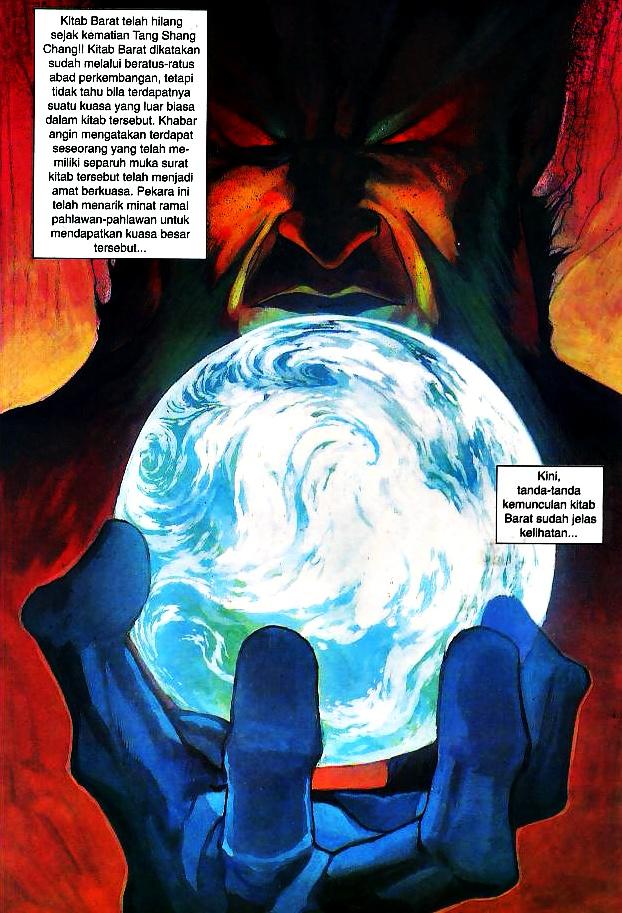 Kitab Barat telah hilang
sejak kematian Tang Shang
Chang!! Kitab Barat dikatakan
sudah melalui beratus-ratus
abad perkembangan, tetapi
tidak tahu bila terdapatnya
suatu kuasa yang luar biasa
dalam kitab tersebut. Khabar
angin mengatakan terdapat
seseorang yang telah me-
miliki separuh muka surat
kitab tersebut telah menjadi
amat berkuasa. Pekara ini
telah menarik minat ramai
pahlawan-pahlawan untuk
mendapatkan kuasa besar
tersebut...
Kini,
tanda-tanda
kemunculan kitab
Barat sudah jelas
kelihatan...